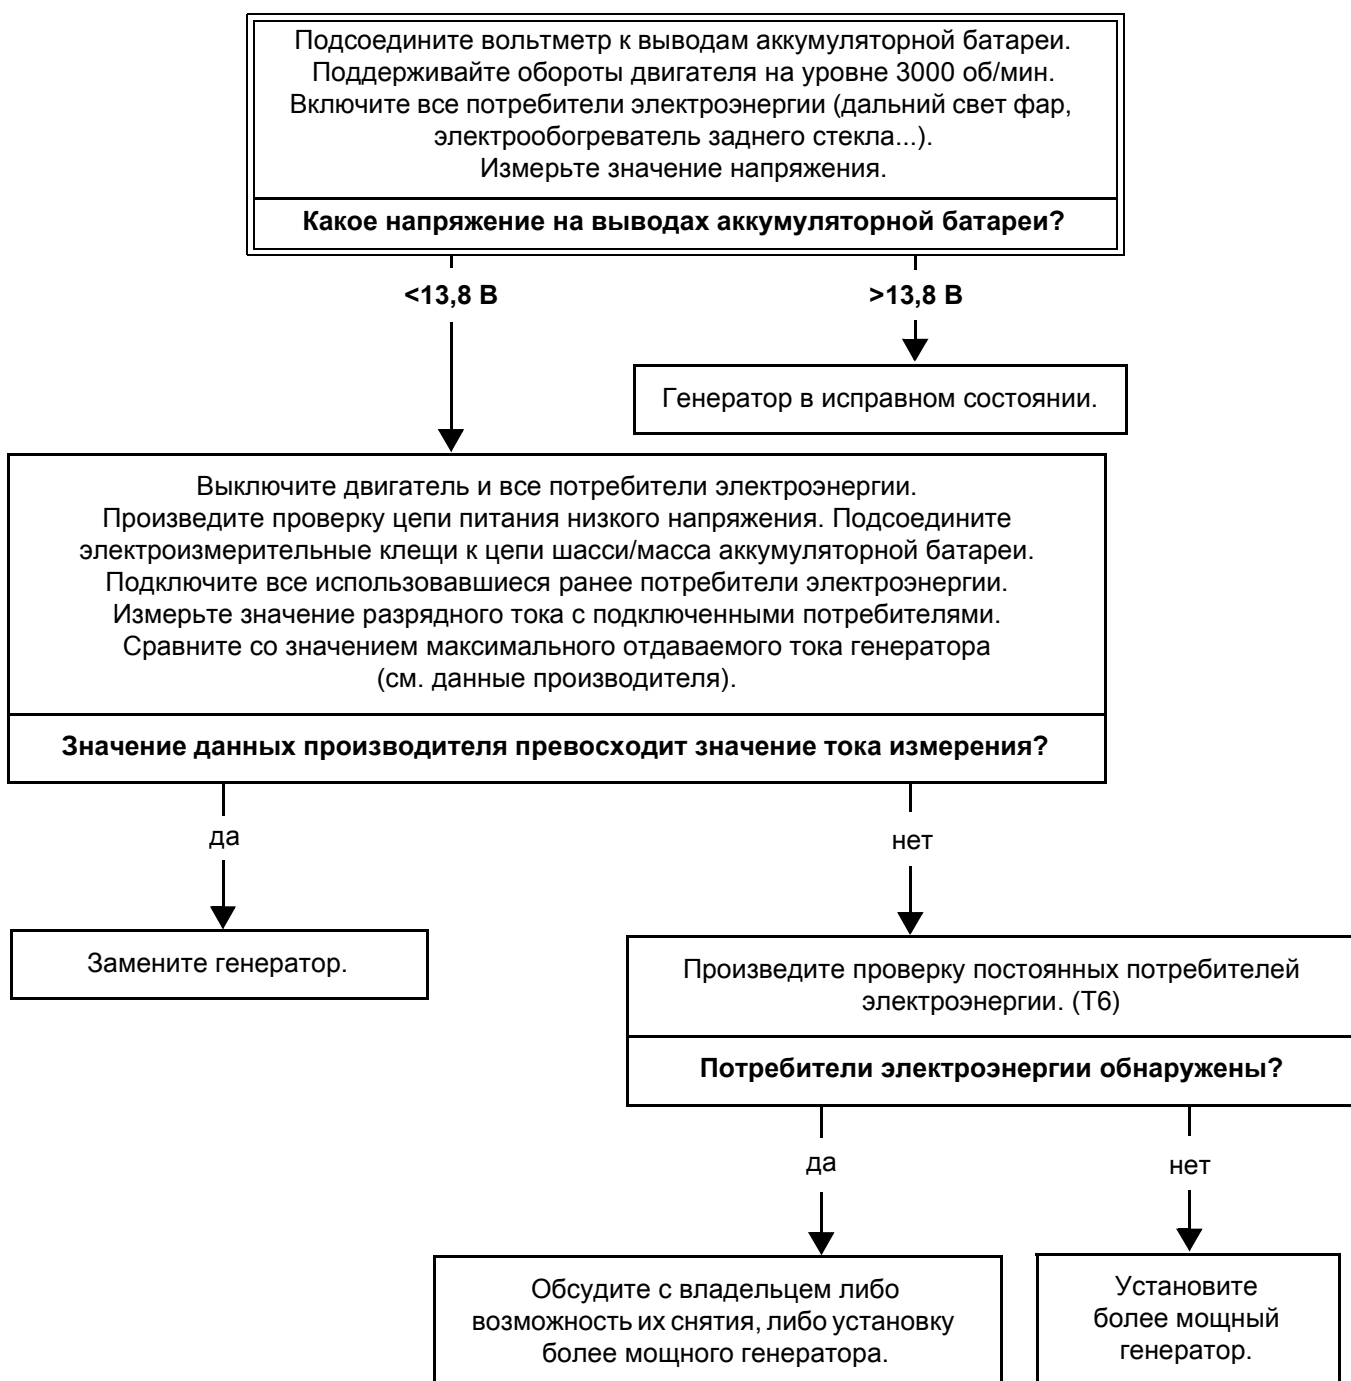 Подсоедините вольтметр к выводам аккумуляторной батареи.
Поддерживайте обороты двигателя на уровне 3000 об/мин.
Включите все потребители электроэнергии (дальний свет фар,
электрообогреватель заднего стекла...).
Измерьте значение напряжения.
Какое напряжение на выводах аккумуляторной батареи?
<13,8 В
>13,8 В
Генератор в исправном состоянии.
Выключите двигатель и все потребители электроэнергии.
Произведите проверку цепи питания низкого напряжения. Подсоедините
электроизмерительные клещи к цепи шасси/масса аккумуляторной батареи.
Подключите все использовавшиеся ранее потребители электроэнергии.
Измерьте значение разрядного тока с подключенными потребителями.
Сравните со значением максимального отдаваемого тока генератора
(см. данные производителя).
Значение данных производителя превосходит значение тока измерения?
да
нет
Замените генератор.
Произведите проверку постоянных потребителей
электроэнергии. (Т6)
Потребители электроэнергии обнаружены?
да
нет
Обсудите с владельцем либо
возможность их снятия, либо установку
более мощного генератора.
Установите
более мощный
генератор.